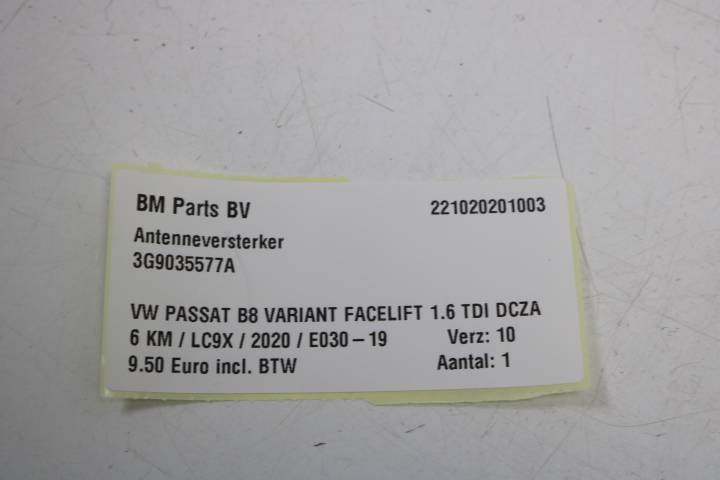 BM Parts BV 221020201003
Antenneversterker
3G9035577A
VW PASSAT B8 VARIANT FACELIFT 1.6 TDI DCZA
6 KM / LC9X / 2020 / E030-19 Verz: 10
9.50 Euro incl. BTW Aantal: 1